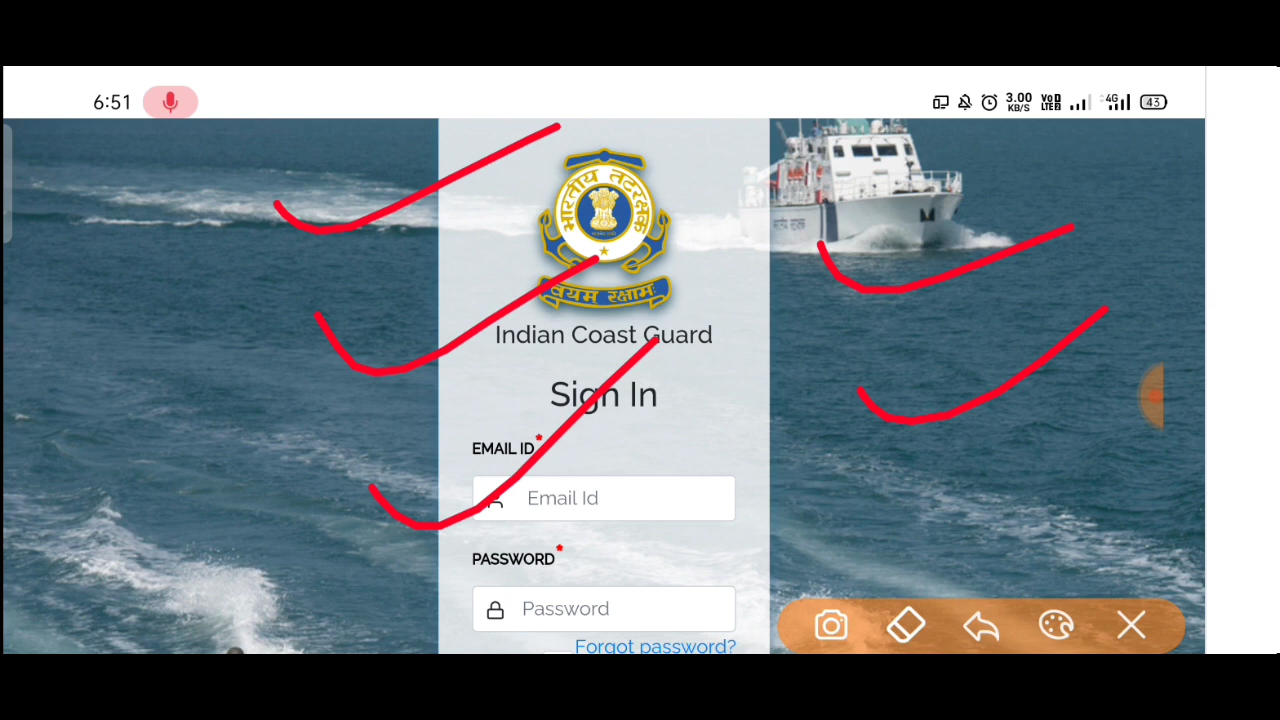 6:51
3.00
KB/S
VoD
LTE2
4G
43
भारतीय तटरक्षक
वयम् रक्षामः
Indian Coast Guard
Sign In
EMAIL ID*
Email Id
PASSWORD*
Password
Forgot password?